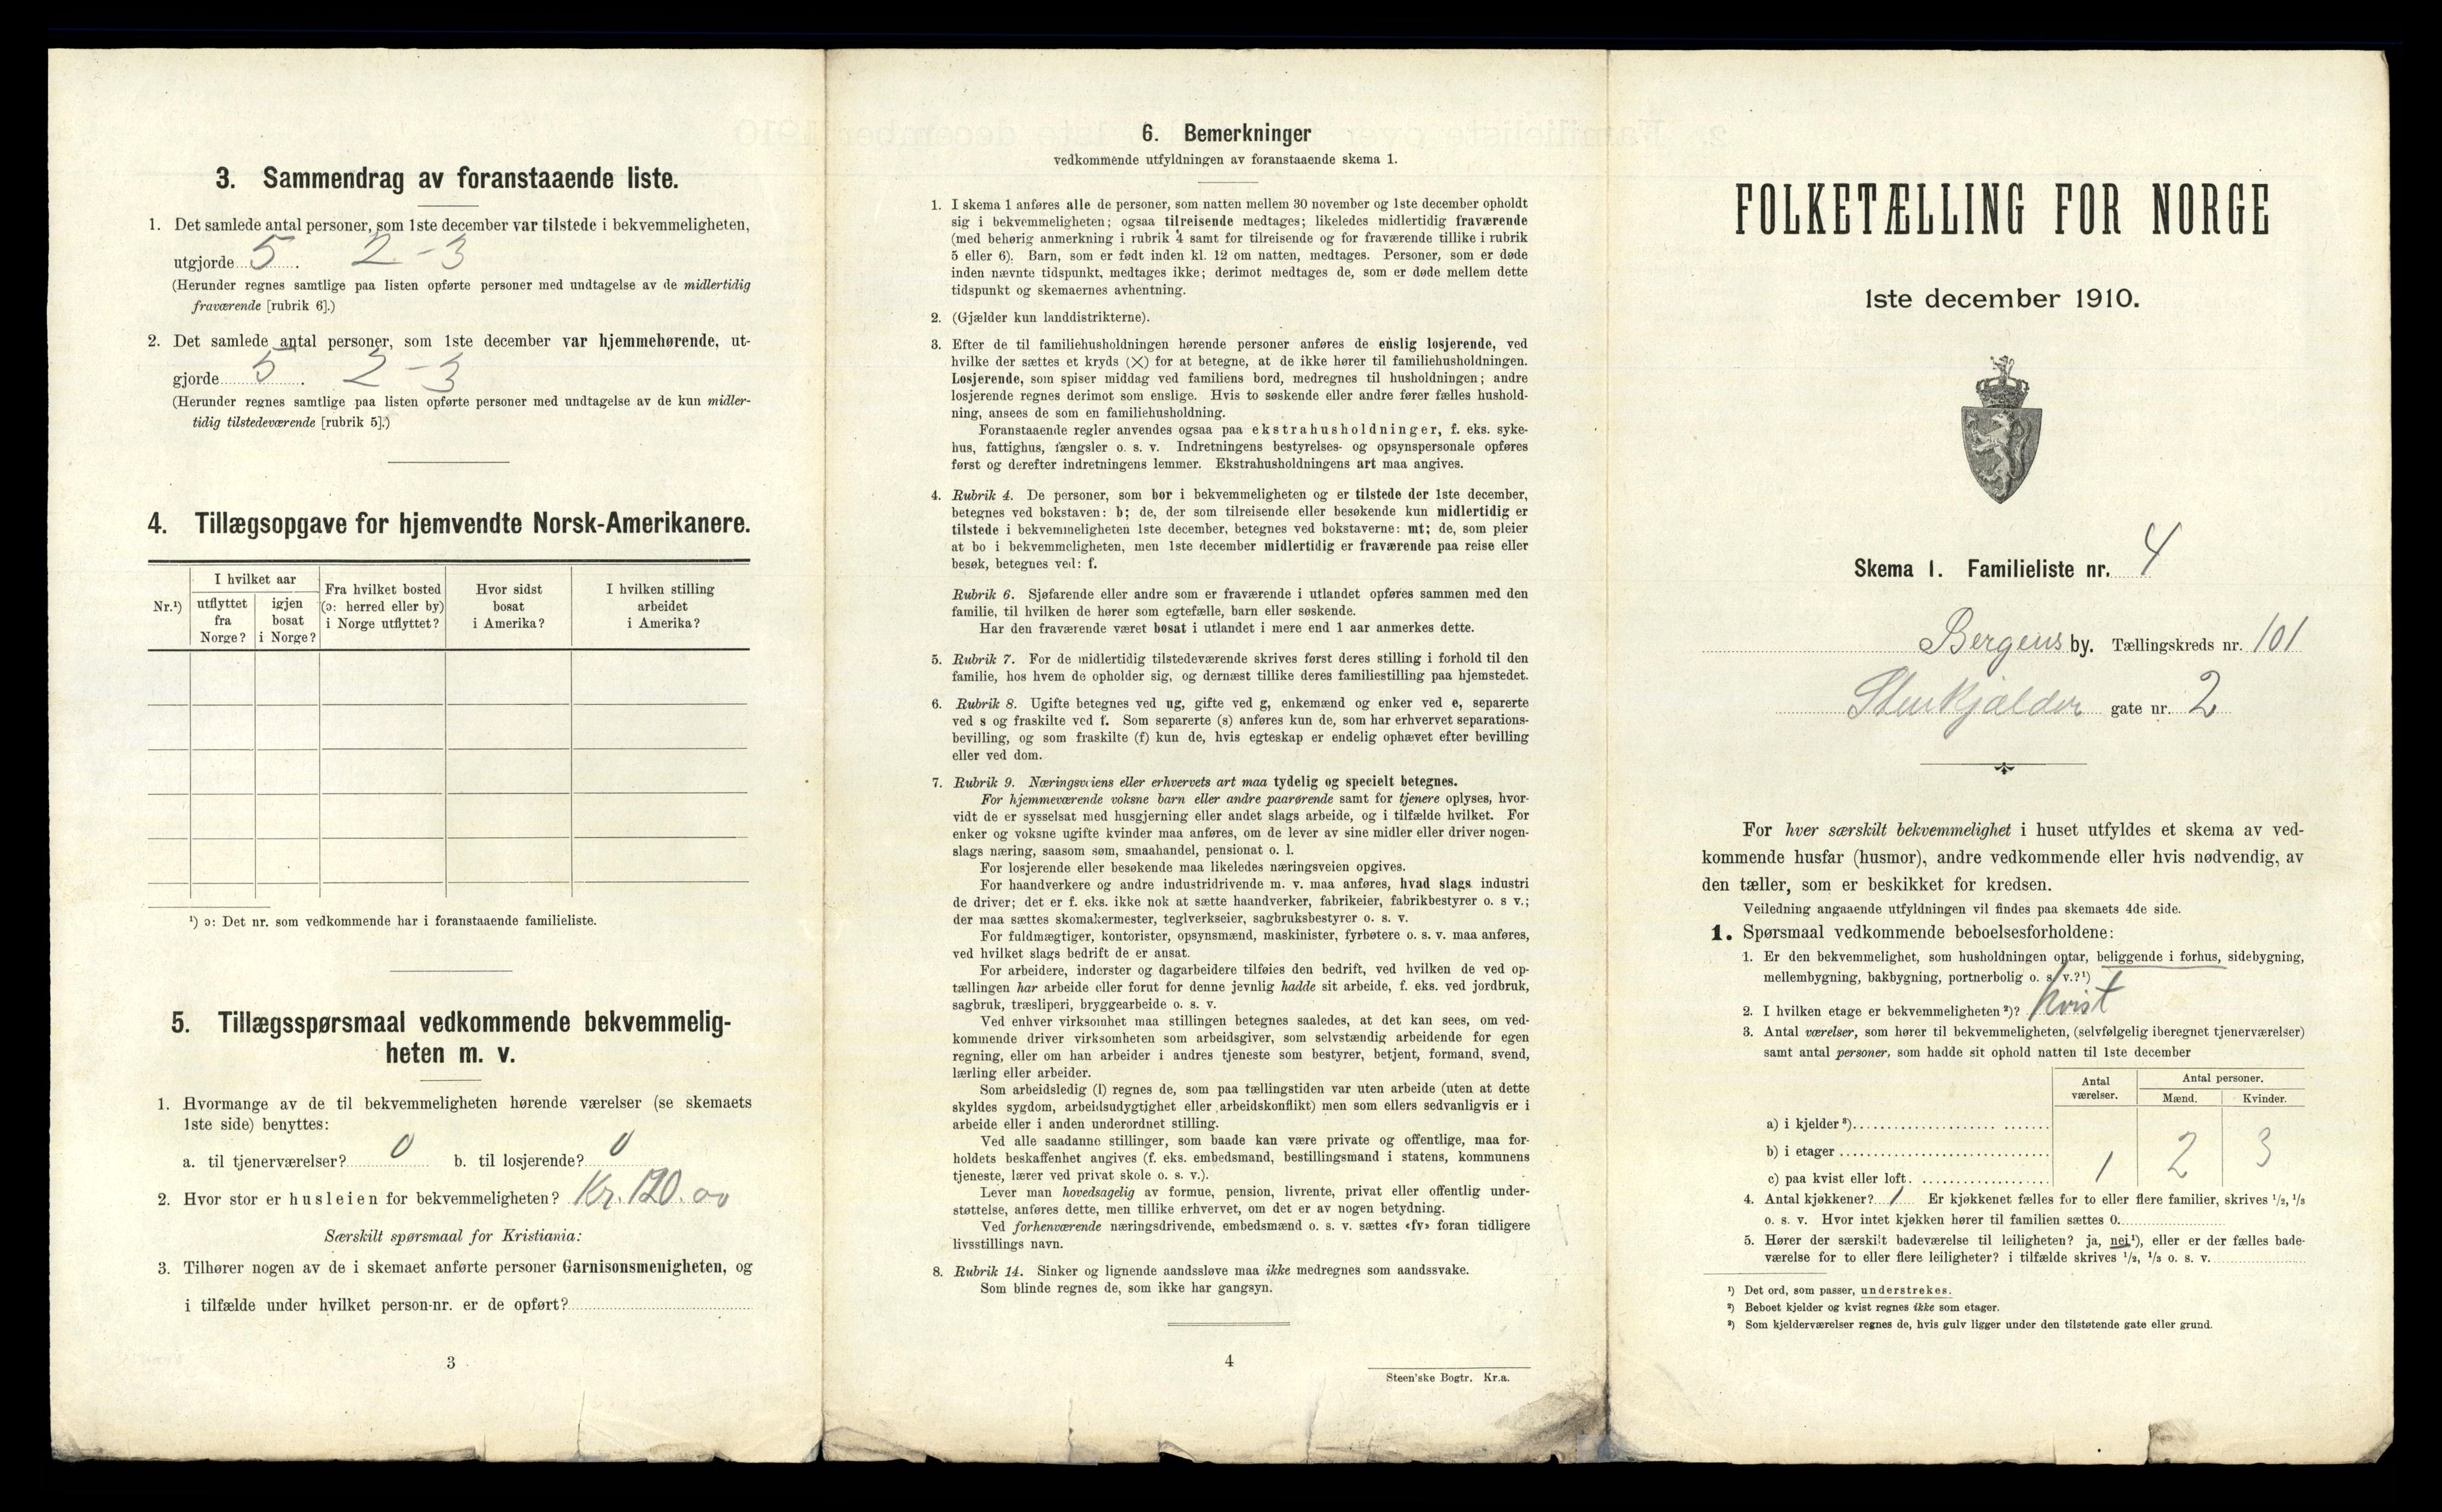 3. Sammendrag av foranstaaende liste.
1. Det samlede antal personer, som 1ste december var tilstede i bekvemmeligheten,
utgjorde 5. 2-3
(Herunder regnes samtlige paa listen opførte personer med undtagelse av de midlertidig
fraværende [rubrik 6].)
2. Det samlede antal personer, som 1ste december var hjemmehørende, ut-
gjorde 5. 2-3
(Herunder regnes samtlige paa listen opførte personer med undtagelse av de kun midler-
tidig tilstedeværende [rubrik 5].)
4. Tillægsopgave for hjemvendte Norsk-Amerikanere.
Nr.¹)
I hvilket aar
utflyttet fra Norge?
igjen bosat i Norge?
Fra hvilket bosted (ɔ: herred eller by) i Norge utflyttet?
Hvor sidst bosat i Amerika?
I hvilken stilling arbeidet i Amerika?
¹) ɔ: Det nr. som vedkommende har i foranstaaende familieliste.
5. Tillægsspørsmaal vedkommende bekvemmelig-
heten m. v.
1. Hvormange av de til bekvemmeligheten hørende værelser (se skemaets
1ste side) benyttes:
a. til tjenerværelser? 0 b. til losjerende? 0
2. Hvor stor er husleien for bekvemmeligheten? Kr. 120.00
Særskilt spørsmaal for Kristiania:
3. Tilhører nogen av de i skemaet anførte personer Garnisonsmenigheten, og
i tilfælde under hvilket person-nr. er de opført?
3
6. Bemerkninger
vedkommende utfyldningen av foranstaaende skema 1.
1. I skema 1 anføres alle de personer, som natten mellem 30 november og 1ste december opholdt
sig i bekvemmeligheten; ogsaa tilreisende medtages; likeledes midlertidig fraværende
(med behørig anmerkning i rubrik 4 samt for tilreisende og for fraværende tillike i rubrik
5 eller 6). Barn, som er født inden kl. 12 om natten, medtages. Personer, som er døde
inden nævnte tidspunkt, medtages ikke; derimot medtages de, som er døde mellem dette
tidspunkt og skemaernes avhentning.
2. (Gjælder kun landdistrikterne).
3. Efter de til familiehusholdningen hørende personer anføres de enslig losjerende, ved
hvilke der sættes et kryds (×) for at betegne, at de ikke hører til familiehusholdningen.
Losjerende, som spiser middag ved familiens bord, medregnes til husholdningen; andre
losjerende regnes derimot som enslige. Hvis to søskende eller andre fører fælles hushold-
ning, ansees de som en familiehusholdning.
Foranstaaende regler anvendes ogsaa paa ekstrahusholdninger, f. eks. syke-
hus, fattighus, fængsler o. s. v. Indretningens bestyrelses- og opsynspersonale opføres
først og derefter indretningens lemmer. Ekstrahusholdningens art maa angives.
4. Rubrik 4. De personer, som bor i bekvemmeligheten og er tilstede der 1ste december,
betegnes ved bokstaven: b; de, der som tilreisende eller besøkende kun midlertidig er
tilstede i bekvemmeligheten 1ste december, betegnes ved bokstaverne: mt; de, som pleier
at bo i bekvemmeligheten, men 1ste december midlertidig er fraværende paa reise eller
besøk, betegnes ved: f.
Rubrik 6. Sjøfarende eller andre som er fraværende i utlandet opføres sammen med den
familie, til hvilken de hører som egtefælle, barn eller søskende.
Har den fraværende været bosat i utlandet i mere end 1 aar anmerkes dette.
5. Rubrik 7. For de midlertidig tilstedeværende skrives først deres stilling i forhold til den
familie, hos hvem de opholder sig, og dernæst tillike deres familiestilling paa hjemstedet.
6. Rubrik 8. Ugifte betegnes ved ug, gifte ved g, enkemænd og enker ved e, separerte
ved s og fraskilte ved f. Som separerte (s) anføres kun de, som har erhvervet separations-
bevilling, og som fraskilte (f) kun de, hvis egteskap er endelig ophævet efter bevilling
eller ved dom.
7. Rubrik 9. Næringsveiens eller erhvervets art maa tydelig og specielt betegnes.
For hjemmeværende voksne barn eller andre paarørende samt for tjenere oplyses, hvor-
vidt de er sysselsat med husgjerning eller andet slags arbeide, og i tilfælde hvilket. For
enker og voksne ugifte kvinder maa anføres, om de lever av sine midler eller driver nogen-
slags næring, saasom søm, smaahandel, pensionat o. l.
For losjerende eller besøkende maa likeledes næringsveien opgives.
For haandverkere og andre industridrivende m. v. maa anføres, hvad slags industri
de driver; det er f. eks. ikke nok at sætte haandverker, fabrikeier, fabrikbestyrer o. s v.;
der maa sættes skomakermester, teglverkseier, sagbruksbestyrer o. s. v.
For fuldmægtiger, kontorister, opsynsmænd, maskinister, fyrbøtere o. s. v. maa anføres,
ved hvilket slags bedrift de er ansat.
For arbeidere, inderster og dagarbeidere tilføies den bedrift, ved hvilken de ved op-
tællingen har arbeide eller forut for denne jevnlig hadde sit arbeide, f. eks. ved jordbruk,
sagbruk, træsliperi, bryggearbeide o. s. v.
Ved enhver virksomhet maa stillingen betegnes saaledes, at det kan sees, om ved-
kommende driver virksomheten som arbeidsgiver, som selvstændig arbeidende for egen
regning, eller om han arbeider i andres tjeneste som bestyrer, betjent, formand, svend,
lærling eller arbeider.
Som arbeidsledig (l) regnes de, som paa tællingstiden var uten arbeide (uten at dette
skyldes sygdom, arbeidsudygtighet eller arbeidskonflikt) men som ellers sedvanligvis er i
arbeide eller i anden underordnet stilling.
Ved alle saadanne stillinger, som baade kan være private og offentlige, maa for-
holdets beskaffenhet angives (f. eks. embedsmand, bestillingsmand i statens, kommunens
tjeneste, lærer ved privat skole o. s. v.).
Lever man hovedsagelig av formue, pension, livrente, privat eller offentlig under-
støttelse, anføres dette, men tillike erhvervet, om det er av nogen betydning.
Ved forhenværende næringsdrivende, embedsmænd o. s. v. sættes «fv» foran tidligere
livsstillings navn.
8. Rubrik 14. Sinker og lignende aandssløve maa ikke medregnes som aandssvake.
Som blinde regnes de, som ikke har gangsyn.
4
Steen'ske Bogtr. Kr.a.
FOLKETÆLLING FOR NORGE
1ste december 1910.
Skema 1. Familieliste nr. 4
Bergens by. Tællingskreds nr. 101
Stenkjælder gate nr. 2
For hver særskilt bekvemmelighet i huset utfyldes et skema av ved-
kommende husfar (husmor), andre vedkommende eller hvis nødvendig, av
den tæller, som er beskikket for kredsen.
Veiledning angaaende utfyldningen vil findes paa skemaets 4de side.
1. Spørsmaal vedkommende beboelsesforholdene:
1. Er den bekvemmelighet, som husholdningen optar, beliggende i forhus, sidebygning,
mellembygning, bakbygning, portnerbolig o. s. v.?¹)
2. I hvilken etage er bekvemmeligheten²)? Kvist
3. Antal værelser, som hører til bekvemmeligheten, (selvfølgelig iberegnet tjenerværelser)
samt antal personer, som hadde sit ophold natten til 1ste december
Antal værelser. Antal personer.
Mænd. Kvinder.
a) i kjelder³)
b) i etager
c) paa kvist eller loft. 1 2 3
4. Antal kjøkkener? 1 Er kjøkkenet fælles for to eller flere familier, skrives ¹/₂, ¹/₃
o. s. v. Hvor intet kjøkken hører til familien sættes 0.
5. Hører der særskilt badeværelse til leiligheten? ja, nei¹), eller er der fælles bade-
værelse for to eller flere leiligheter? i tilfælde skrives ¹/₂, ¹/₃ o. s. v.
¹) Det ord, som passer, understrekes.
²) Beboet kjelder og kvist regnes ikke som etager.
³) Som kjelderværelser regnes de, hvis gulv ligger under den tilstøtende gate eller grund.